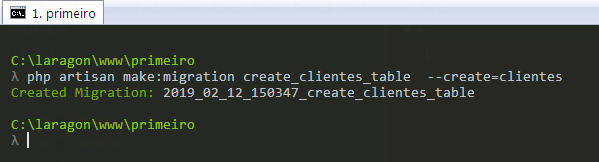 1. primeiro
C:\laragon\www\primeiro
λ php artisan make:migration create_clientes_table  --create=clientes
Created Migration: 2019_02_12_150347_create_clientes_table
C:\laragon\www\primeiro
λ